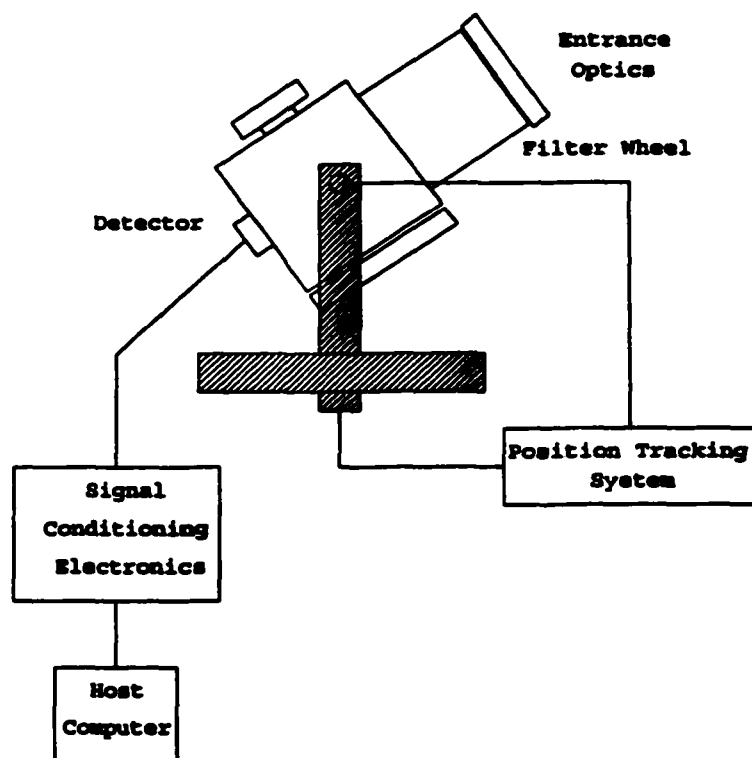 Entrance
Optics
Filter Wheel
Detector
Position Tracking
System
Signal
Conditioning
Electronics
Host
Computer